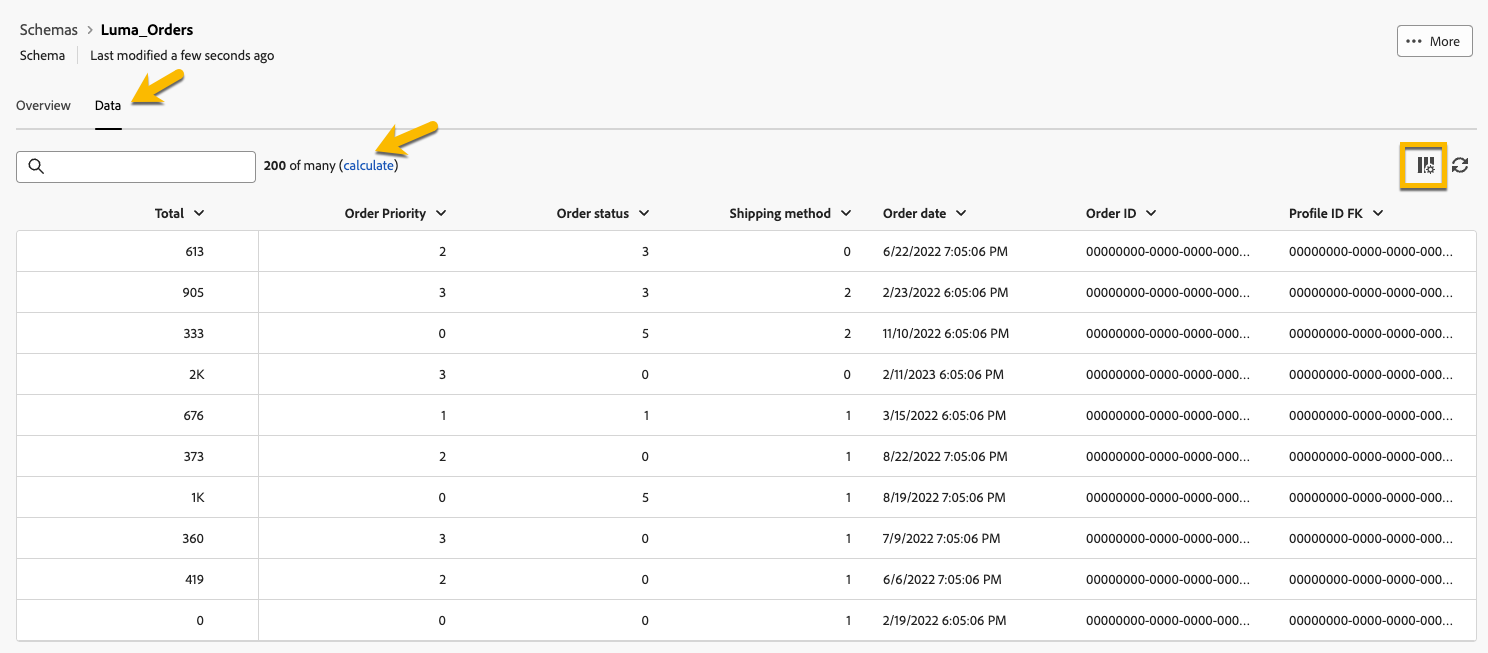 Schemas > Luma_Orders
Schema Last modified a few seconds ago
••• More
Overview Data
200 of many (calculate)
Total Order Priority Order status Shipping method Order date Order ID Profile ID FK
613 2 3 0 6/22/2022 7:05:06 PM 00000000-0000-0000-000... 00000000-0000-0000-000...
905 3 3 2 2/23/2022 6:05:06 PM 00000000-0000-0000-000... 00000000-0000-0000-000...
333 0 5 2 11/10/2022 6:05:06 PM 00000000-0000-0000-000... 00000000-0000-0000-000...
2K 3 0 0 2/11/2023 6:05:06 PM 00000000-0000-0000-000... 00000000-0000-0000-000...
676 1 1 1 3/15/2022 6:05:06 PM 00000000-0000-0000-000... 00000000-0000-0000-000...
373 2 0 1 8/22/2022 7:05:06 PM 00000000-0000-0000-000... 00000000-0000-0000-000...
1K 0 5 1 8/19/2022 7:05:06 PM 00000000-0000-0000-000... 00000000-0000-0000-000...
360 3 0 1 7/9/2022 7:05:06 PM 00000000-0000-0000-000... 00000000-0000-0000-000...
419 2 0 1 6/6/2022 7:05:06 PM 00000000-0000-0000-000... 00000000-0000-0000-000...
0 0 0 1 2/19/2022 6:05:06 PM 00000000-0000-0000-000... 00000000-0000-0000-000...